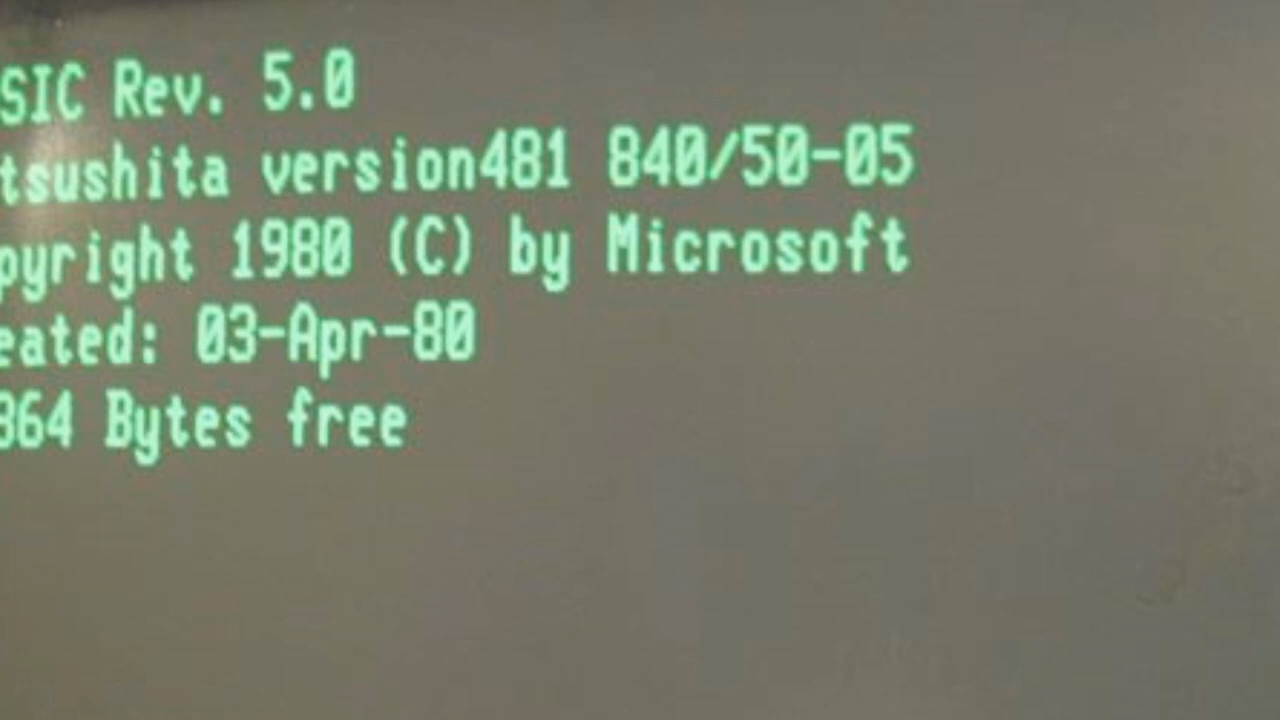 SIC Rev. 5.0
tsushita version481 840/50-05
pyright 1980 (C) by Microsoft
eated: 03-Apr-80
864 Bytes free